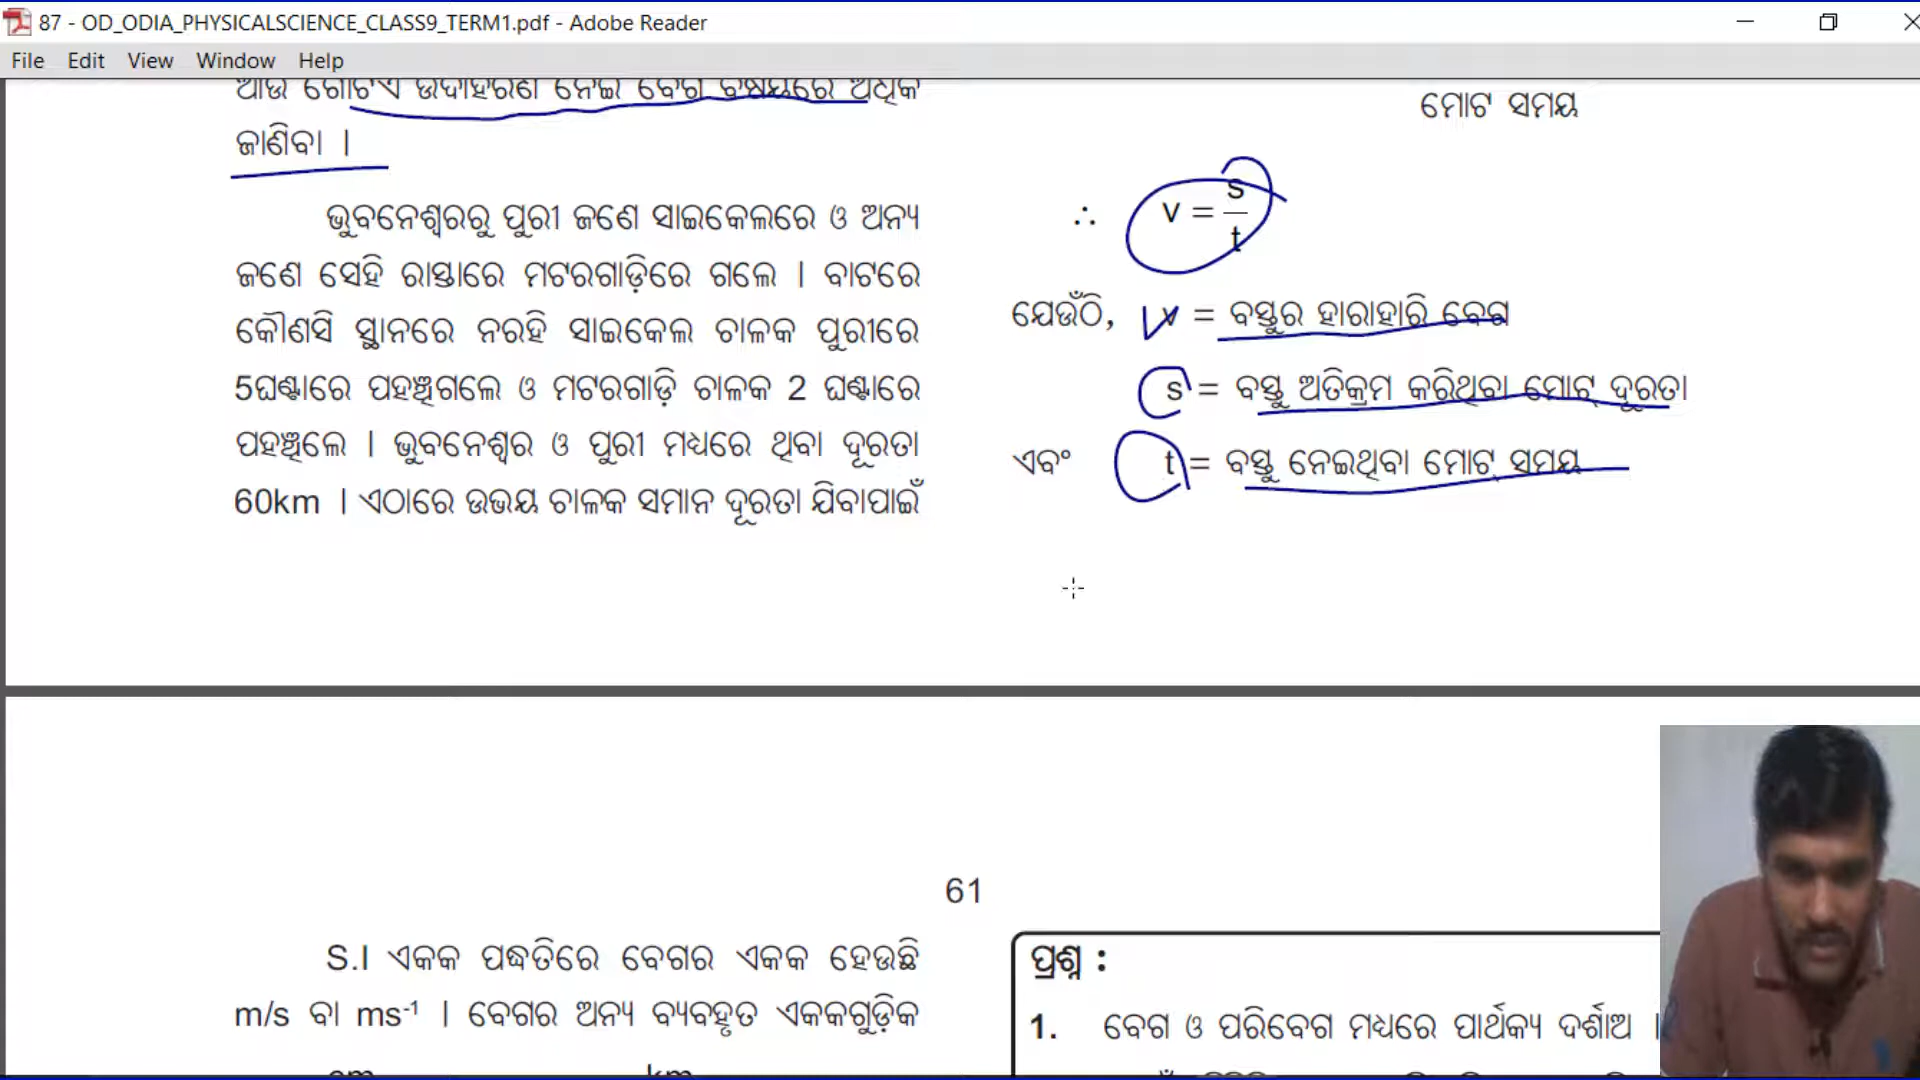 87 - OD_ODIA_PHYSICALSCIENCE_CLASS9_TERM1.pdf - Adobe Reader
File Edit View Window Help
ଆଉ ଗୋଟିଏ ଉଦାହରଣ ନେଇ ବେଗ ବିଷୟରେ ଅଧିକ
ଜାଣିବା ।
ଭୁବନେଶ୍ୱରରୁ ପୁରୀ ଜଣେ ସାଇକେଲରେ ଓ ଅନ୍ୟ
ଜଣେ ସେହି ରାସ୍ତାରେ ମଟରଗାଡ଼ିରେ ଗଲେ । ବାଟରେ
କୌଣସି ସ୍ଥାନରେ ନରହି ସାଇକେଲ ଚାଳକ ପୁରୀରେ
5ଘଣ୍ଟାରେ ପହଞ୍ଚିଗଲେ ଓ ମଟରଗାଡ଼ି ଚାଳକ 2 ଘଣ୍ଟାରେ
ପହଞ୍ଚିଲେ । ଭୁବନେଶ୍ୱର ଓ ପୁରୀ ମଧ୍ୟରେ ଥିବା ଦୂରତା
60km । ଏଠାରେ ଉଭୟ ଚାଳକ ସମାନ ଦୂରତା ଯିବାପାଇଁ
ମୋଟ ସମୟ
∴ v = s/t
ଯେଉଁଠି, v = ବସ୍ତୁର ହାରାହାରି ବେଗ
s = ବସ୍ତୁ ଅତିକ୍ରମ କରିଥିବା ମୋଟ୍ ଦୂରତା
ଏବଂ t = ବସ୍ତୁ ନେଇଥିବା ମୋଟ୍ ସମୟ
61
S.I ଏକକ ପଦ୍ଧତିରେ ବେଗର ଏକକ ହେଉଛି
m/s ବା ms⁻¹ । ବେଗର ଅନ୍ୟ ବ୍ୟବହୃତ ଏକକଗୁଡ଼ିକ
ପ୍ରଶ୍ନ :
1. ବେଗ ଓ ପରିବେଗ ମଧ୍ୟରେ ପାର୍ଥକ୍ୟ ଦର୍ଶାଅ ।